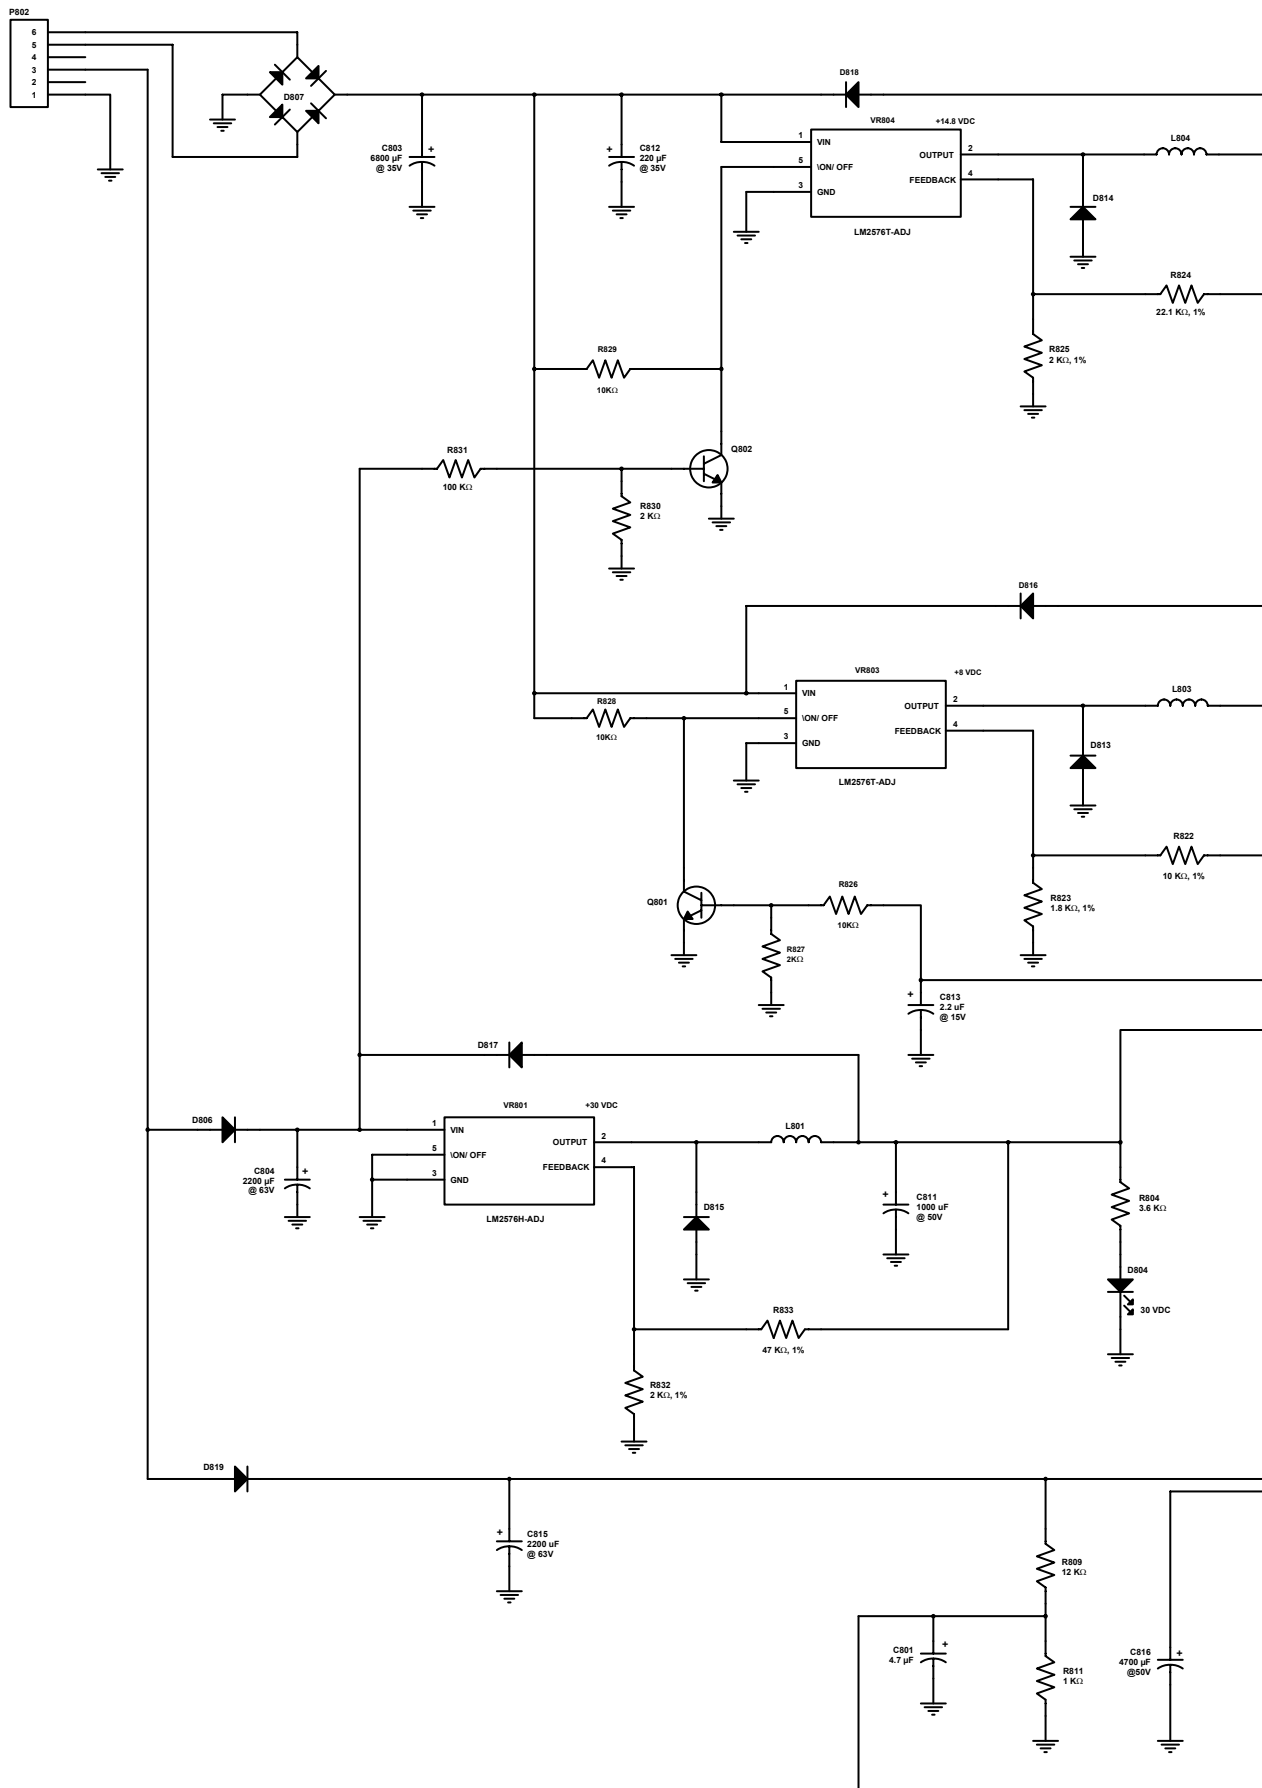 P802
6
5
4
3
2
1
D807
C803
6800 µF
@ 35V
+
C812
220 µF
@ 35V
+
D818
VR804
+14.8 VDC
1
VIN
5
\ON/ OFF
3
GND
OUTPUT
2
FEEDBACK
4
LM2576T-ADJ
L804
D814
R824
22.1 KΩ, 1%
R825
2 KΩ, 1%
R829
10KΩ
R831
100 KΩ
Q802
R830
2 KΩ
D816
VR803
+8 VDC
1
VIN
5
\ON/ OFF
3
GND
OUTPUT
2
FEEDBACK
4
LM2576T-ADJ
L803
R828
10KΩ
D813
R822
10 KΩ, 1%
R823
1.8 KΩ, 1%
Q801
R826
10KΩ
R827
2KΩ
+
C813
2.2 uF
@ 15V
D817
D806
VR801
+30 VDC
1
VIN
5
\ON/ OFF
3
GND
OUTPUT
2
FEEDBACK
4
LM2576H-ADJ
L801
C804
2200 µF
@ 63V
+
D815
+
C811
1000 uF
@ 50V
R804
3.6 KΩ
D804
30 VDC
R833
47 KΩ, 1%
R832
2 KΩ, 1%
D819
+
C815
2200 uF
@ 63V
R809
12 KΩ
C801
4.7 µF
+
R811
1 KΩ
C816
4700 µF
@50V
+